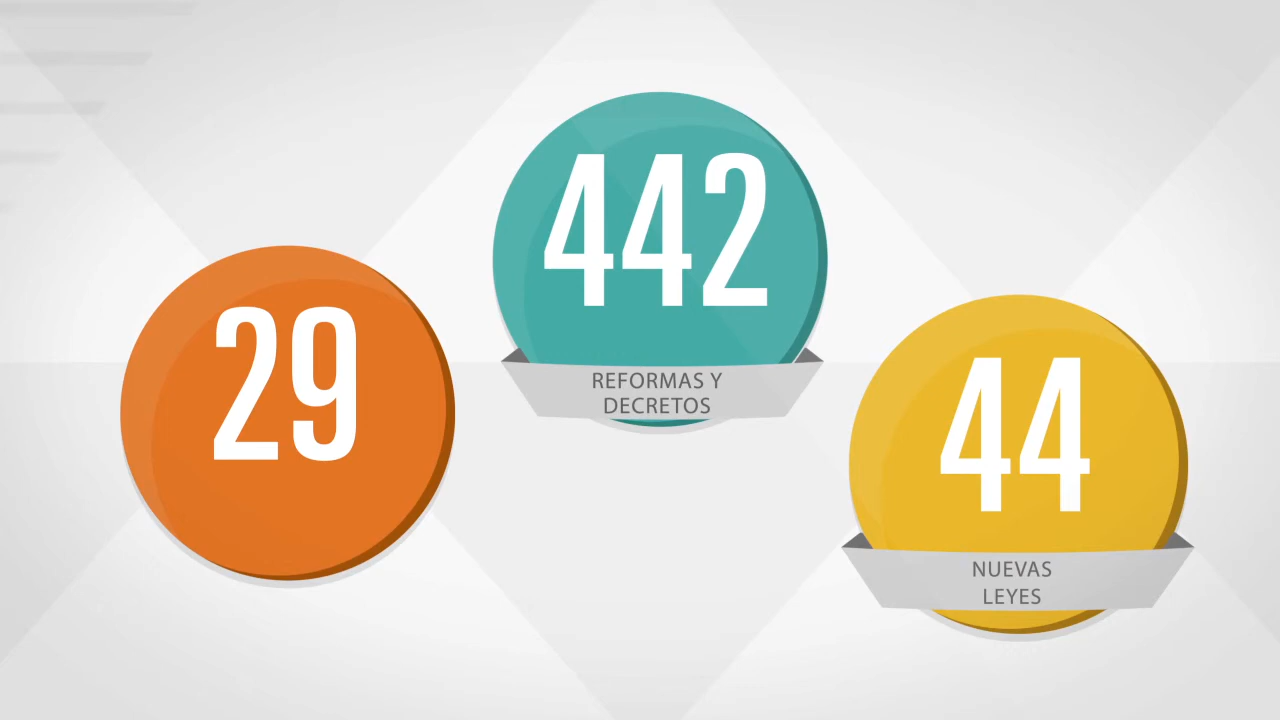 29
442
REFORMAS Y
DECRETOS
44
NUEVAS
LEYES